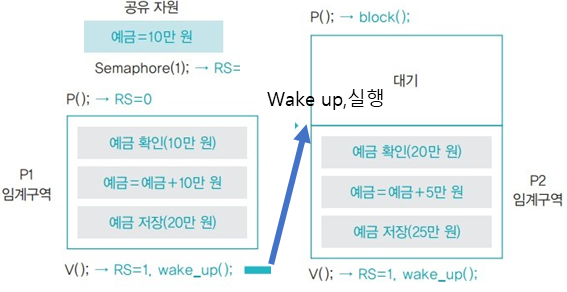 공유 자원
예금=10만 원
Semaphore(1); → RS=
P(); → RS=0
P1
임계구역
예금 확인(10만 원)
예금=예금+10만 원
예금 저장(20만 원)
V(); → RS=1, wake_up();
Wake up,실행
P(); → block();
대기
예금 확인(20만 원)
예금=예금+5만 원
예금 저장(25만 원)
P2
임계구역
V(); → RS=1, wake_up();